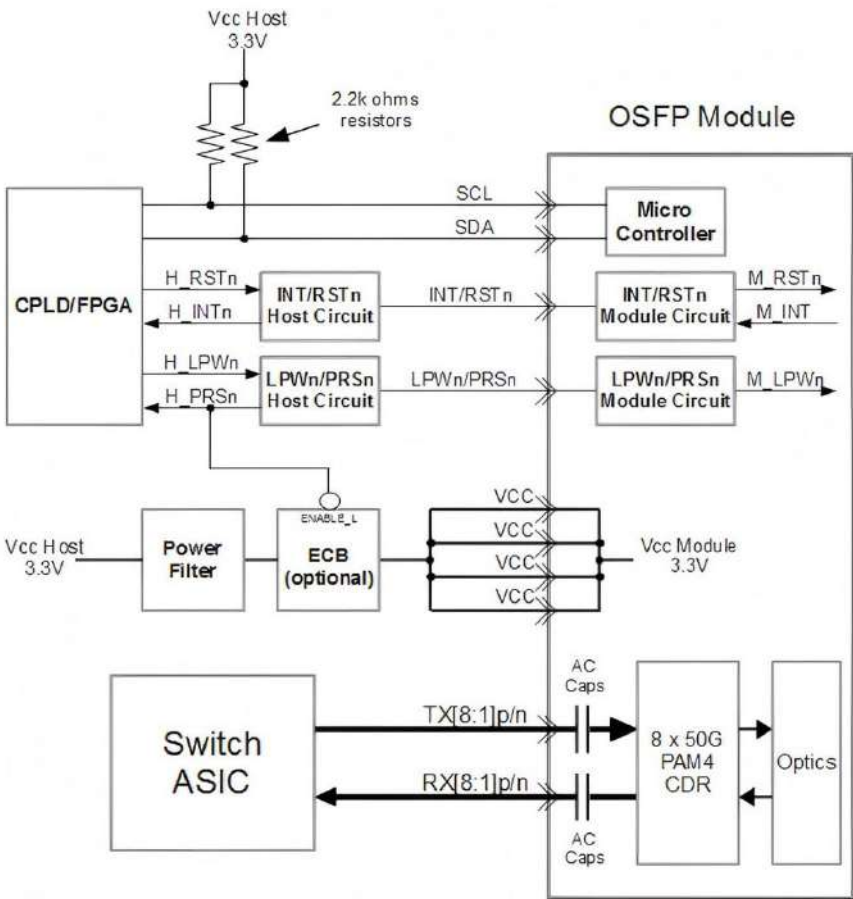 Vcc Host
3.3V
2.2k ohms
resistors
OSFP Module
SCL
SDA
Micro
Controller
CPLD/FPGA
H_RSTn
H_INTn
INT/RSTn
Host Circuit
INT/RSTn
INT/RSTn
Module Circuit
M_RSTn
M_INT
H_LPWn
H_PRSn
LPWn/PRSn
Host Circuit
LPWn/PRSn
LPWn/PRSn
Module Circuit
M_LPWn
Vcc Host
3.3V
Power
Filter
ENABLE_L
ECB
(optional)
VCC
VCC
VCC
VCC
Vcc Module
3.3V
Switch
ASIC
TX[8:1]p/n
RX[8:1]p/n
AC
Caps
AC
Caps
8 x 50G
PAM4
CDR
Optics